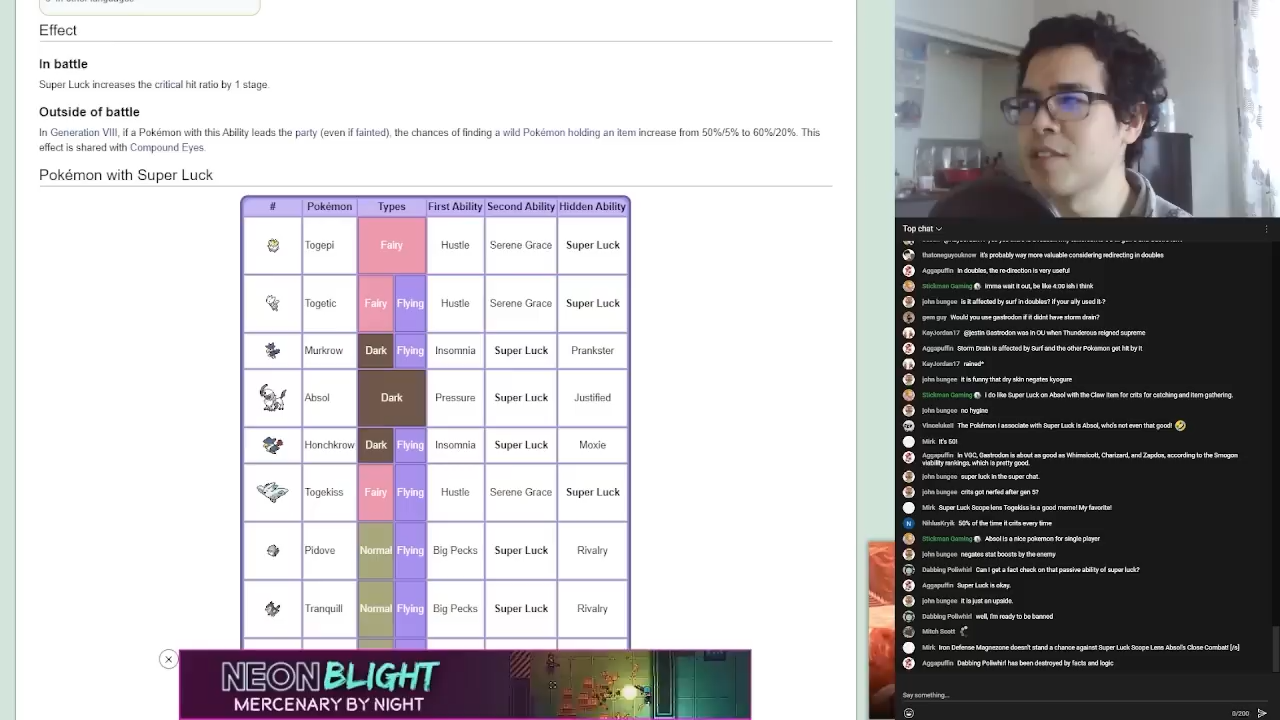 Effect
In battle
Super Luck increases the critical hit ratio by 1 stage.
Outside of battle
In Generation VIII, if a Pokémon with this Ability leads the party (even if fainted), the chances of finding a wild Pokémon holding an item increase from 50%/5% to 60%/20%. This
effect is shared with Compound Eyes.
Pokémon with Super Luck
# Pokémon Types First Ability Second Ability Hidden Ability
Togepi Fairy Hustle Serene Grace Super Luck
Togetic Fairy Flying Hustle Serene Grace Super Luck
Murkrow Dark Flying Insomnia Super Luck Prankster
Absol Dark Pressure Super Luck Justified
Honchkrow Dark Flying Insomnia Super Luck Moxie
Togekiss Fairy Flying Hustle Serene Grace Super Luck
Pidove Normal Flying Big Pecks Super Luck Rivalry
Tranquill Normal Flying Big Pecks Super Luck Rivalry
NEON BLIGHT
MERCENARY BY NIGHT
Top chat
thatoneguyouknow it's probably way more valuable considering redirecting in doubles
Aggapuffin In doubles, the re-direction is very useful
Stickman Gaming Imma wait it out, be like 4:00 ish I think
john bungee is it affected by surf in doubles? if your ally used it-?
gem guy Would you use gastrodon if it didnt have storm drain?
KayJordan17 @jestin Gastrodon was in OU when Thunderous reigned supreme
Aggapuffin Storm Drain is affected by Surf and the other Pokemon get hit by it
KayJordan17 rained*
john bungee it is funny that dry skin negates kyogure
Stickman Gaming I do like Super Luck on Absol with the Claw item for crits for catching and item gathering.
john bungee no hygine
Vinceluke‼ The Pokémon I associate with Super Luck is Absol, who's not even that good! 🤣
Mirk It's 50!
Aggapuffin In VGC, Gastrodon is about as good as Whimsicott, Charizard, and Zapdos, according to the Smogon
viability rankings, which is pretty good.
john bungee super luck in the super chat.
john bungee crits got nerfed after gen 5?
Mirk Super Luck Scope lens Togekiss is a good meme! My favorite!
N NihlusKryik 50% of the time it crits every time
Stickman Gaming Absol is a nice pokemon for single player
john bungee negates stat boosts by the enemy
Dabbing Poliwhirl Can I get a fact check on that passive ability of super luck?
Aggapuffin Super Luck is okay.
john bungee it is just an upside.
Dabbing Poliwhirl well, I'm ready to be banned
Mitch Scott
Mirk Iron Defense Magnezone doesn't stand a chance against Super Luck Scope Lens Absol's Close Combat! [/s]
Aggapuffin Dabbing Poliwhirl has been destroyed by facts and logic
Say something...
0/200